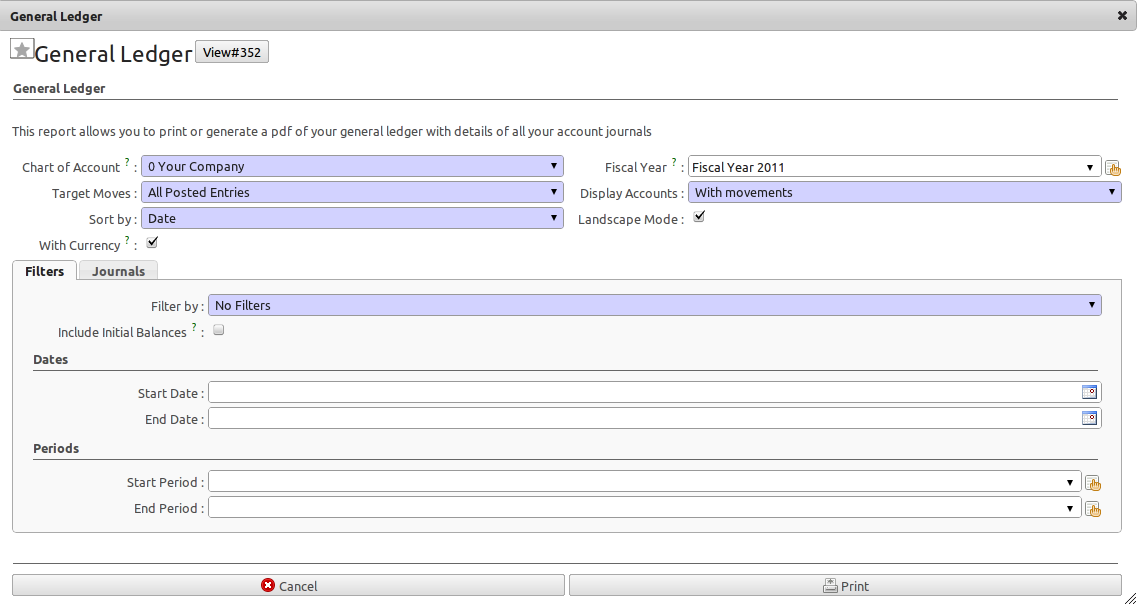 General Ledger
General Ledger View#352
General Ledger
This report allows you to print or generate a pdf of your general ledger with details of all your account journals
Chart of Account ? : 0 Your Company Fiscal Year ? : Fiscal Year 2011
Target Moves : All Posted Entries Display Accounts : With movements
Sort by : Date Landscape Mode :
With Currency ? :
Filters Journals
Filter by : No Filters
Include Initial Balances ? :
Dates
Start Date :
End Date :
Periods
Start Period :
End Period :
Cancel Print